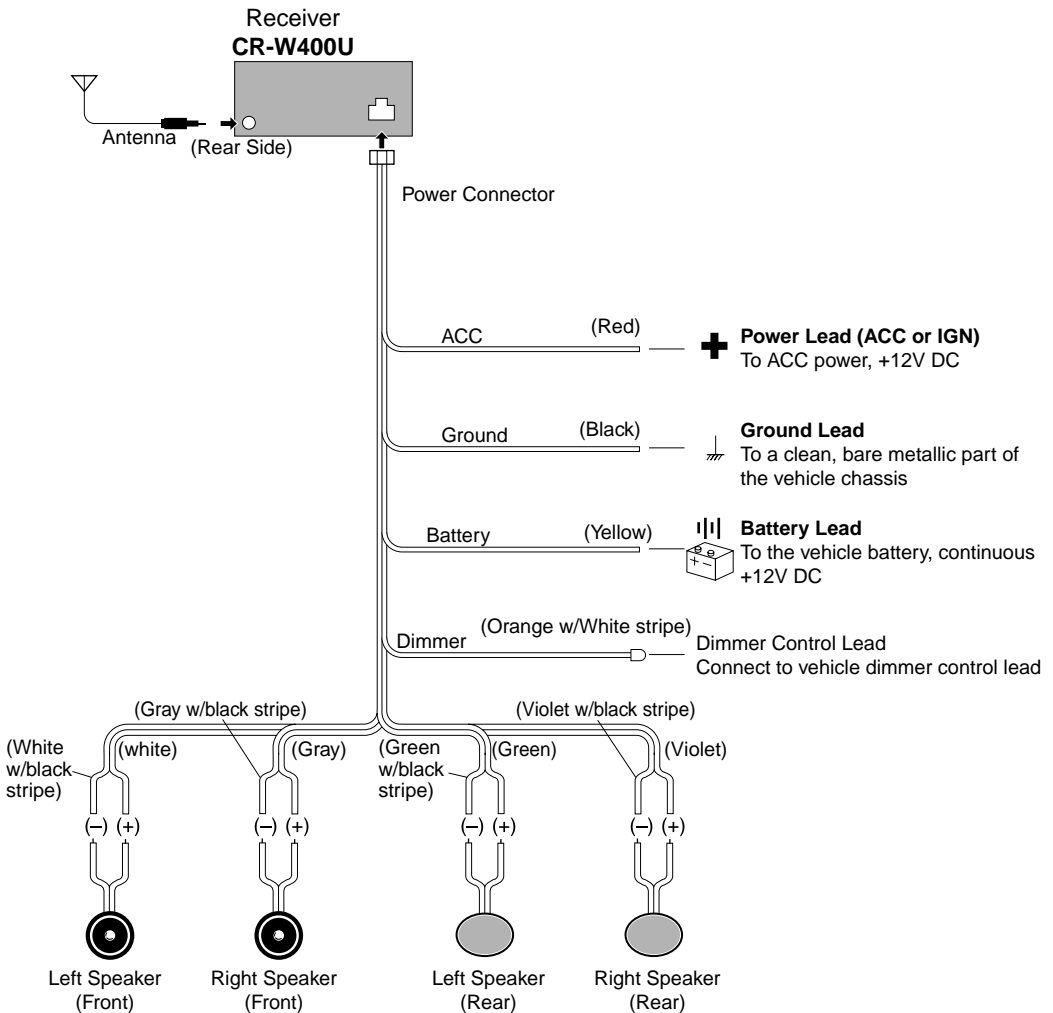 Receiver
CR-W400U
Antenna
(Rear Side)
Power Connector
ACC
(Red)
Power Lead (ACC or IGN)
To ACC power, +12V DC
Ground
(Black)
Ground Lead
To a clean, bare metallic part of
the vehicle chassis
Battery
(Yellow)
Battery Lead
To the vehicle battery, continuous
+12V DC
+ −
Dimmer
(Orange w/White stripe)
Dimmer Control Lead
Connect to vehicle dimmer control lead
(Gray w/black stripe)
(Violet w/black stripe)
(White
w/black
stripe)
(white)
(Gray)
(Green
w/black
stripe)
(Green)
(Violet)
(−) (+)
(−) (+)
(−) (+)
(−) (+)
Left Speaker
(Front)
Right Speaker
(Front)
Left Speaker
(Rear)
Right Speaker
(Rear)